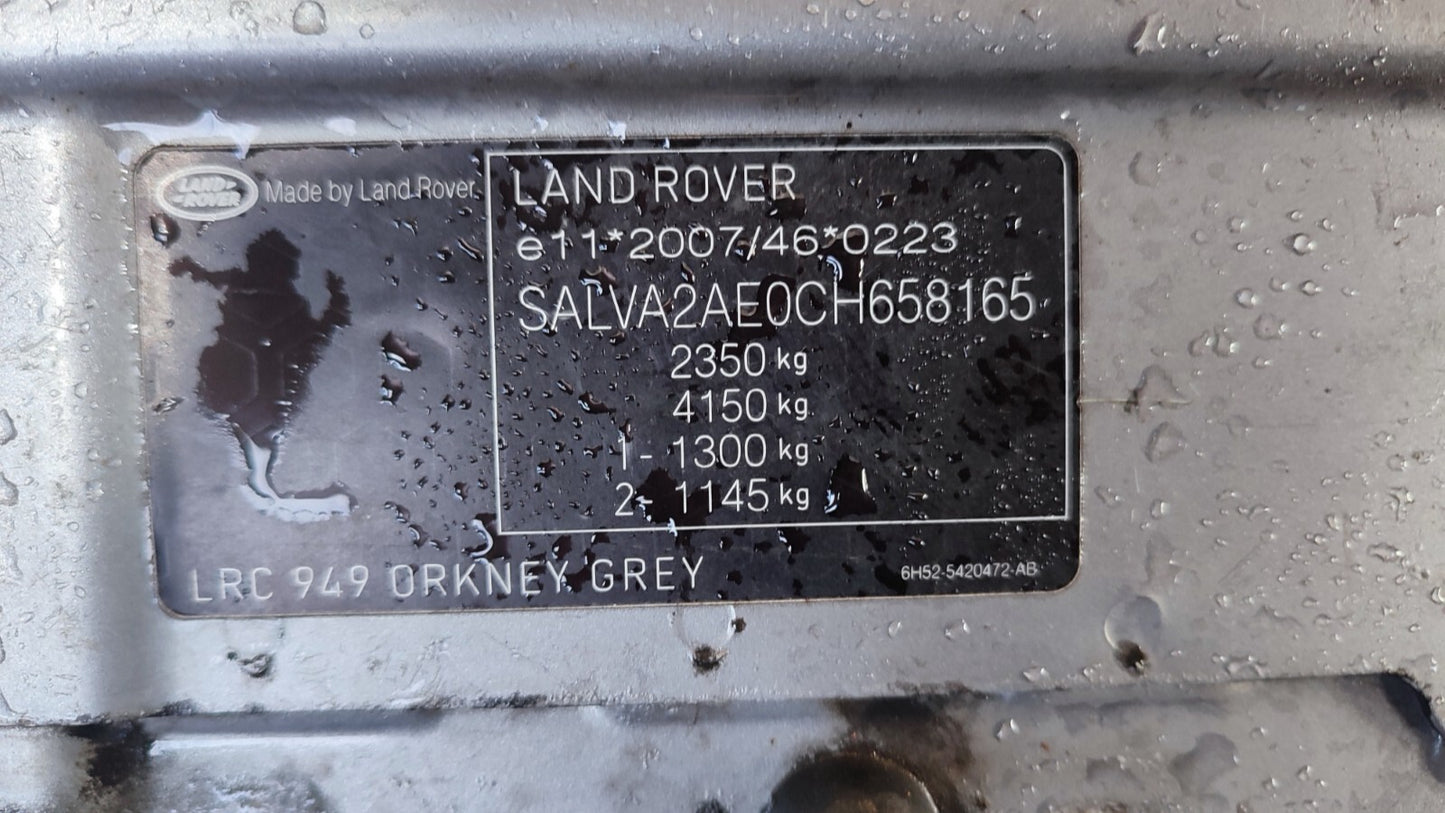 LAND ROVER
Made by Land Rover
LAND ROVER
e11*2007/46*0223
SALVA2AE0CH658165
2350 kg
4150 kg
1- 1300 kg
2- 1145 kg
LRC 949 ORKNEY GREY
6H52-5420472-AB